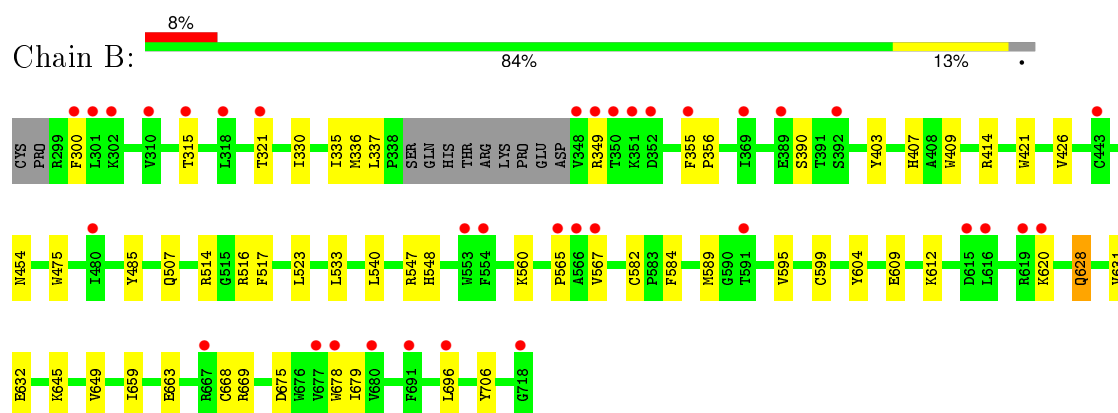 8%
Chain B:
84% 13% •
CYS PRO R299 F300 L301 K302 V310 T315 L318 T321 I330 I335 M336 L337 P338 SER GLN HIS THR ARG LYS PRO GLU ASP V348 R349 T350 K351 D352 F355 P356 I369 E389 S390 T391 S392 Y403 H407 A408 W409 R414 W421 V426 C443
N454 W475 I480 Y485 Q507 R514 G515 R516 F517 L523 L533 L540 R547 H548 W553 F554 K560 P565 A566 V567 C582 P583 F584 M589 G590 T591 V595 C599 Y604 E609 K612 D615 L616 R619 K620 Q628 V631
E632 K645 V649 I659 E663 R667 C668 R669 D675 W676 V677 W678 I679 V680 F691 L696 Y706 G718